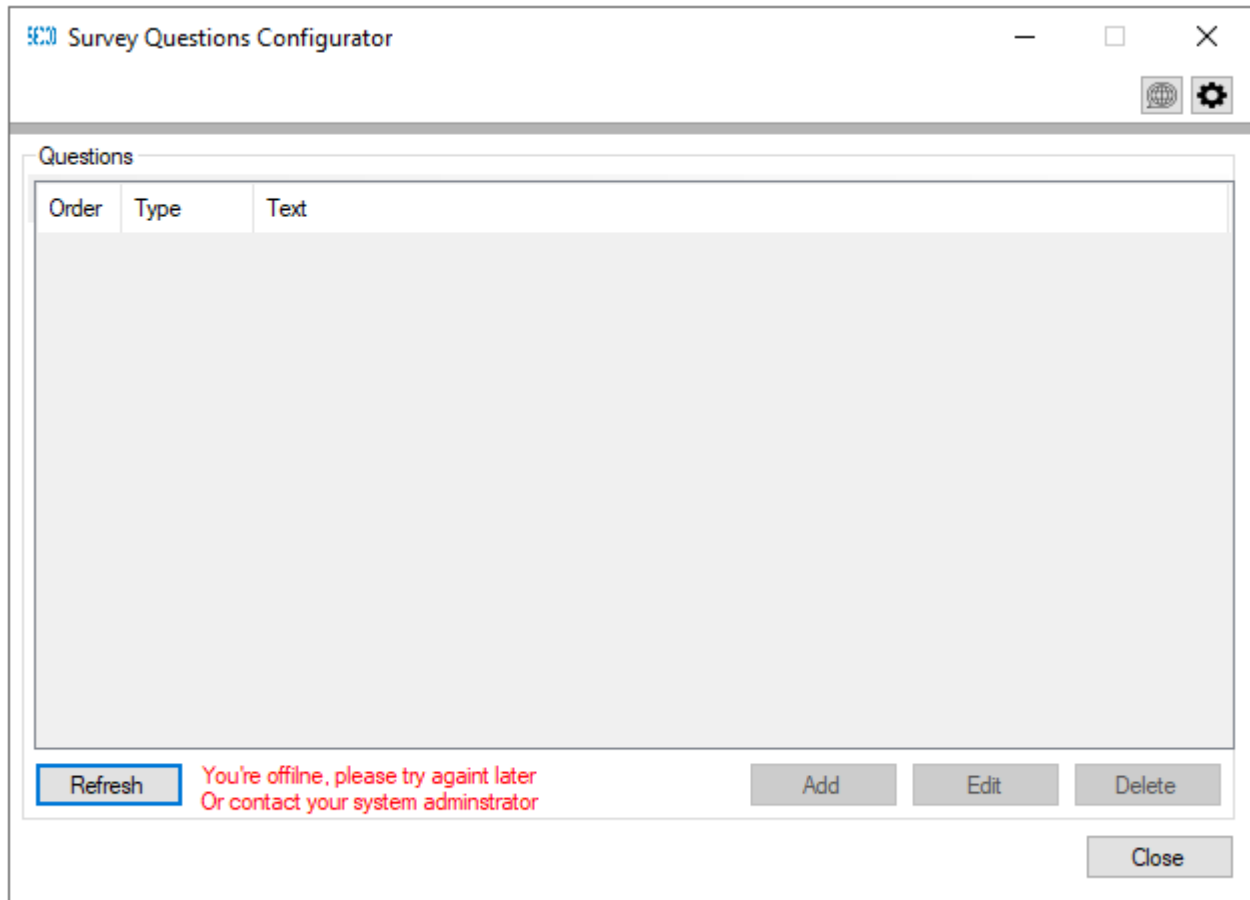 Survey Questions Configurator
Questions
Order Type Text
Refresh
You're offilne, please try againt later
Or contact your system adminstrator
Add
Edit
Delete
Close